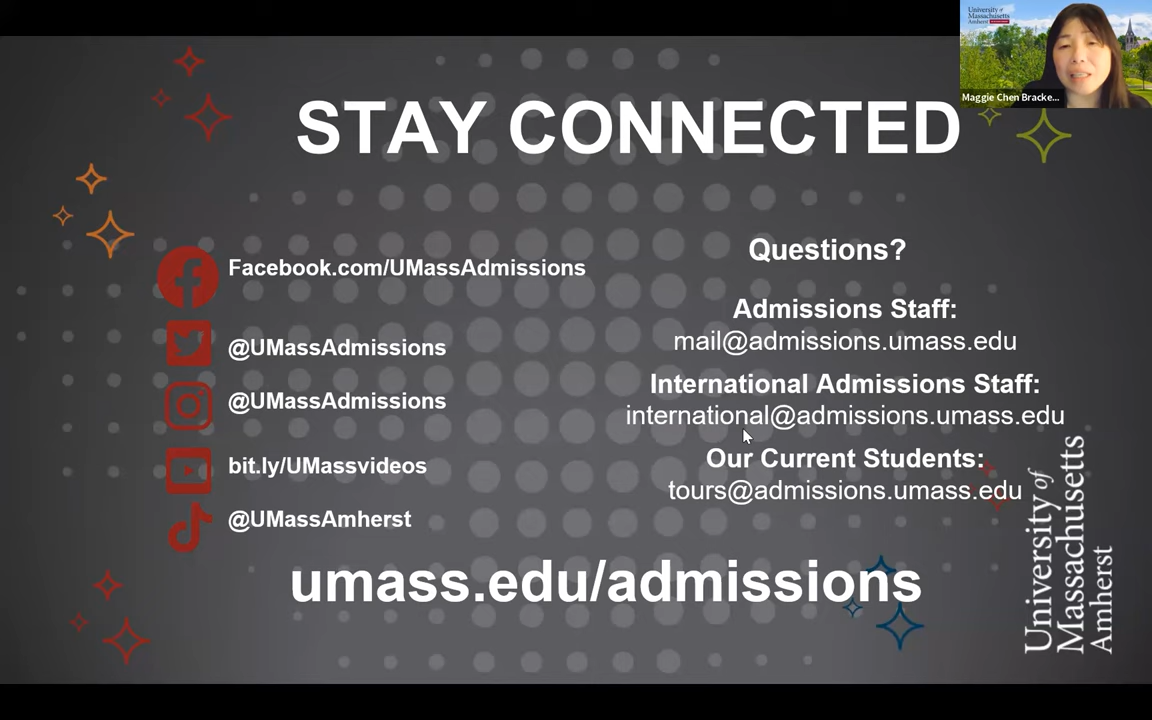 University of
Massachusetts
Amherst
Maggie Chen Bracke...
STAY CONNECTED
Facebook.com/UMassAdmissions
@UMassAdmissions
@UMassAdmissions
bit.ly/UMassvideos
@UMassAmherst
Questions?
Admissions Staff:
mail@admissions.umass.edu
International Admissions Staff:
international@admissions.umass.edu
Our Current Students:
tours@admissions.umass.edu
umass.edu/admissions
University of
Massachusetts
Amherst